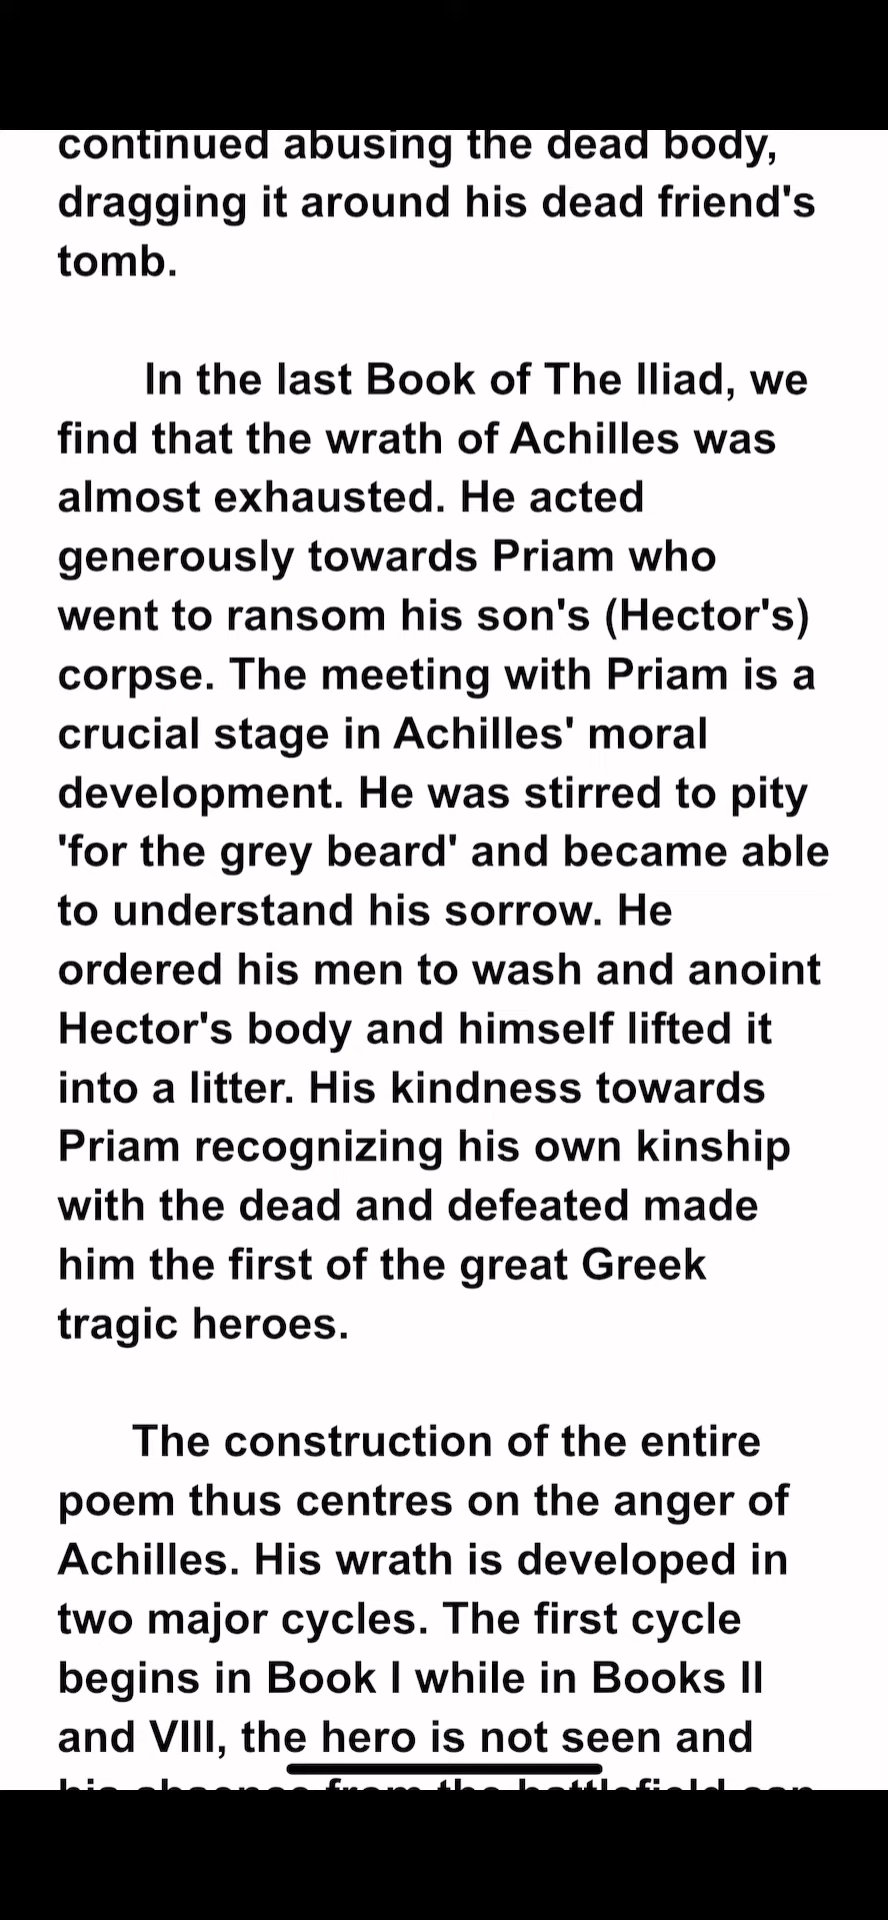 continued abusing the dead body,
dragging it around his dead friend's
tomb.
In the last Book of The Iliad, we
find that the wrath of Achilles was
almost exhausted. He acted
generously towards Priam who
went to ransom his son's (Hector's)
corpse. The meeting with Priam is a
crucial stage in Achilles' moral
development. He was stirred to pity
'for the grey beard' and became able
to understand his sorrow. He
ordered his men to wash and anoint
Hector's body and himself lifted it
into a litter. His kindness towards
Priam recognizing his own kinship
with the dead and defeated made
him the first of the great Greek
tragic heroes.
The construction of the entire
poem thus centres on the anger of
Achilles. His wrath is developed in
two major cycles. The first cycle
begins in Book I while in Books II
and VIII, the hero is not seen and
his absence from the battlefield can